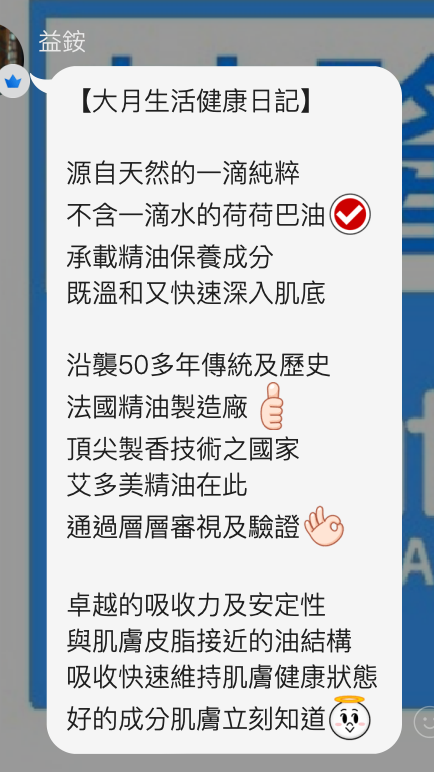 益銨
【大月生活健康日記】
源自天然的一滴純粹
不含一滴水的荷荷巴油
承載精油保養成分
既溫和又快速深入肌底
沿襲50多年傳統及歷史
法國精油製造廠
頂尖製香技術之國家
艾多美精油在此
通過層層審視及驗證
卓越的吸收力及安定性
與肌膚皮脂接近的油結構
吸收快速維持肌膚健康狀態
好的成分肌膚立刻知道